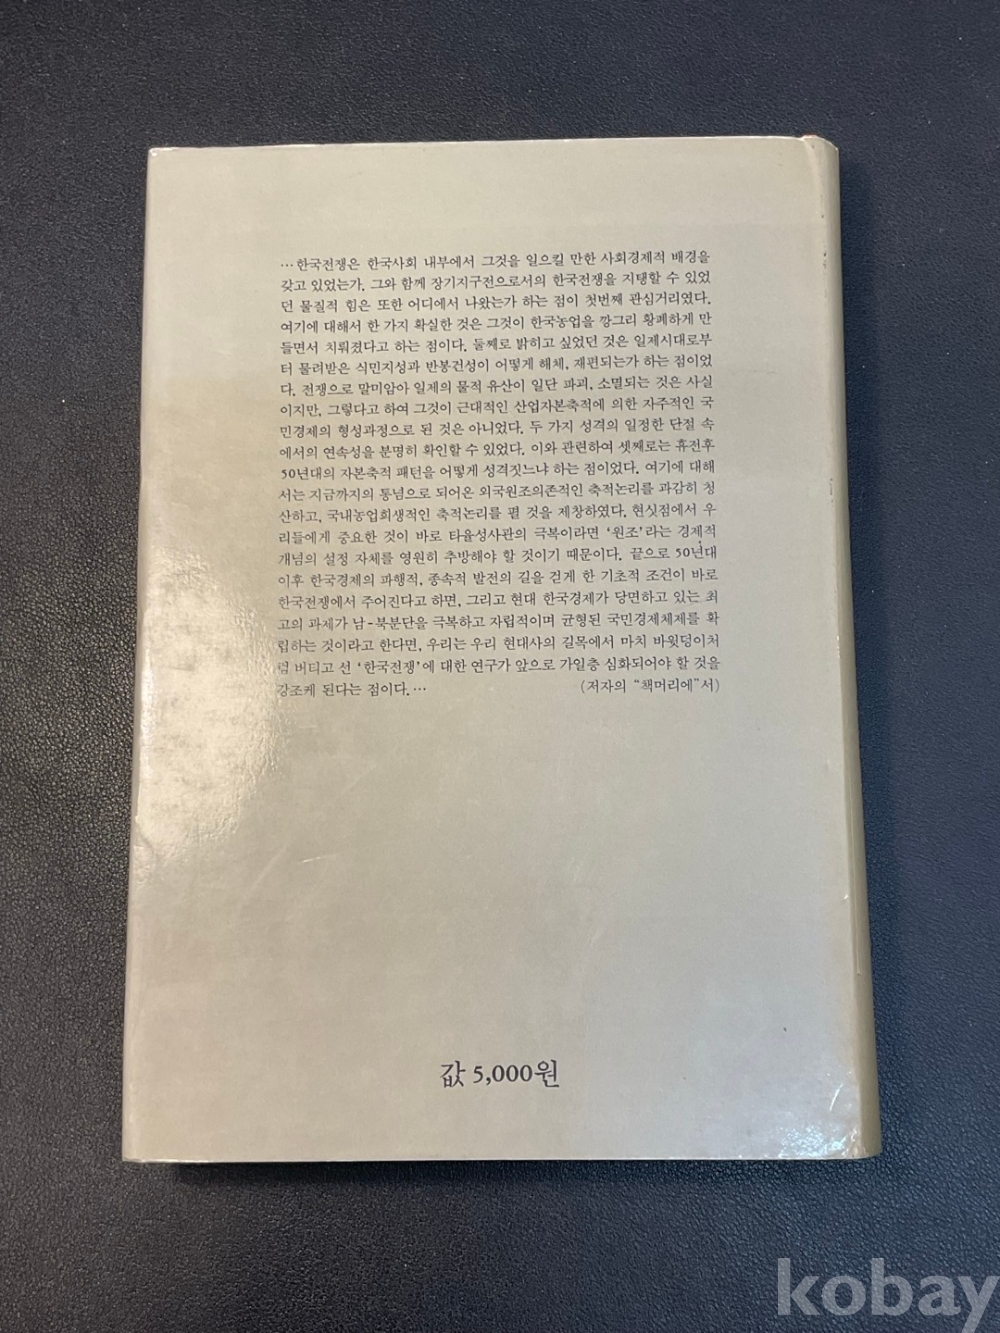 …한국전쟁은 한국사회 내부에서 그것을 일으킬 만한 사회경제적 배경을
갖고 있었는가. 그와 함께 장기지구전으로서의 한국전쟁을 지탱할 수 있었
던 물질적 힘은 또한 어디에서 나왔는가 하는 점이 첫번째 관심거리였다.
여기에 대해서 한 가지 확실한 것은 그것이 한국농업을 깡그리 황폐하게 만
들면서 치뤄졌다고 하는 점이다. 둘째로 밝히고 싶었던 것은 일제시대로부
터 물려받은 식민지성과 반봉건성이 어떻게 해체, 재편되는가 하는 점이었
다. 전쟁으로 말미암아 일제의 물적 유산이 일단 파괴, 소멸되는 것은 사실
이지만, 그렇다고 하여 그것이 근대적인 산업자본축적에 의한 자주적인 국
민경제의 형성과정으로 된 것은 아니었다. 두 가지 성격의 일정한 단절 속
에서의 연속성을 분명히 확인할 수 있었다. 이와 관련하여 셋째로는 휴전후
50년대의 자본축적 패턴을 어떻게 성격짓느냐 하는 점이었다. 여기에 대해
서는 지금까지의 통념으로 되어온 외국원조의존적인 축적논리를 과감히 청
산하고, 국내농업희생적인 축적논리를 펼 것을 제창하였다. 현싯점에서 우
리들에게 중요한 것이 바로 타율성사관의 극복이라면 ‘원조’라는 경제적
개념의 설정 자체를 영원히 추방해야 할 것이기 때문이다. 끝으로 50년대
이후 한국경제의 파행적, 종속적 발전의 길을 걷게 한 기초적 조건이 바로
한국전쟁에서 주어진다고 하면, 그리고 현대 한국경제가 당면하고 있는 최
고의 과제가 남-북분단을 극복하고 자립적이며 균형된 국민경제체제를 확
립하는 것이라고 한다면, 우리는 우리 현대사의 길목에서 마치 바윗덩이처
럼 버티고 선 ‘한국전쟁’에 대한 연구가 앞으로 가일층 심화되어야 할 것을
강조케 된다는 점이다.… (저자의 “책머리에”서)
값 5,000원
kobay